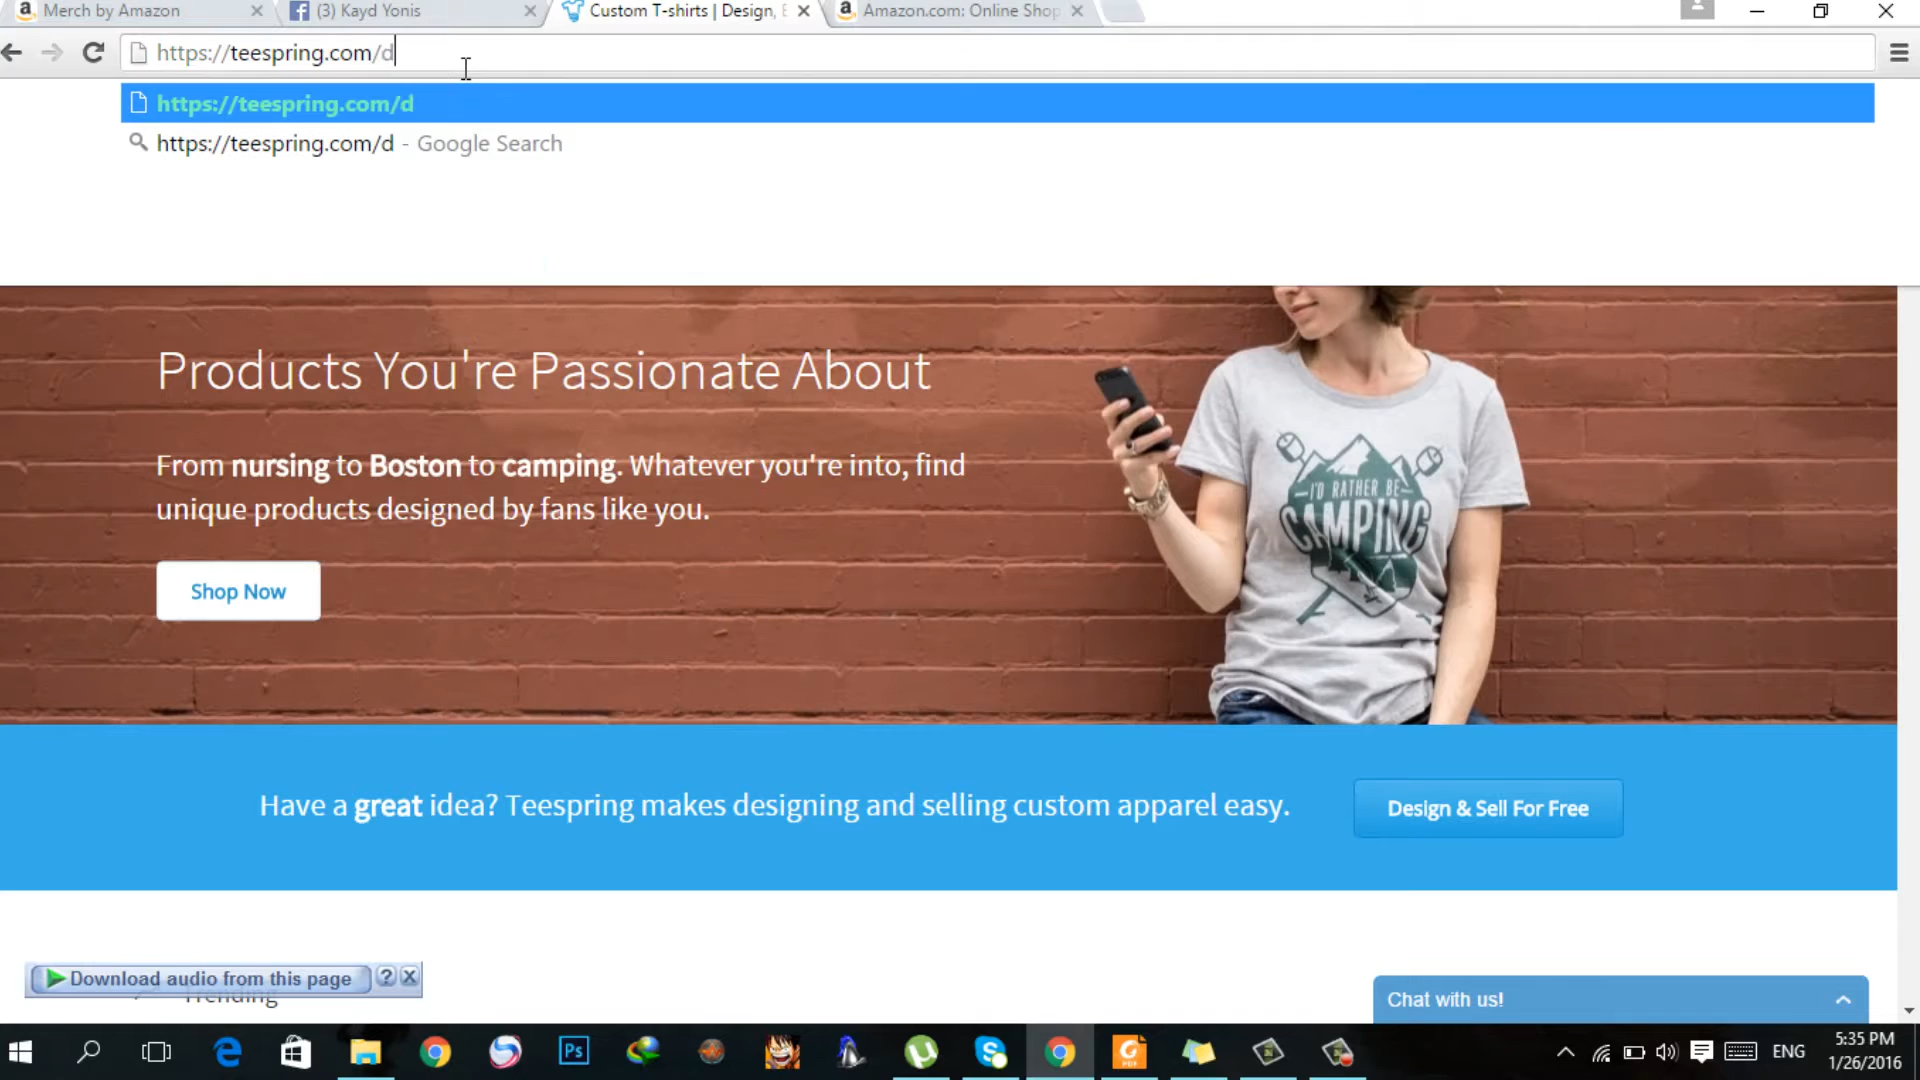 Merch by Amazon
(3) Kayd Yonis
Custom T-shirts | Design, E
Amazon.com: Online Shop
https://teespring.com/d
https://teespring.com/d
https://teespring.com/d - Google Search
Products You're Passionate About
From nursing to Boston to camping. Whatever you're into, find
unique products designed by fans like you.
Shop Now
I'D RATHER BE
CAMPING
Have a great idea? Teespring makes designing and selling custom apparel easy.
Design & Sell For Free
Download audio from this page
Trending
Chat with us!
Ps
PDF
ENG
5:35 PM
1/26/2016